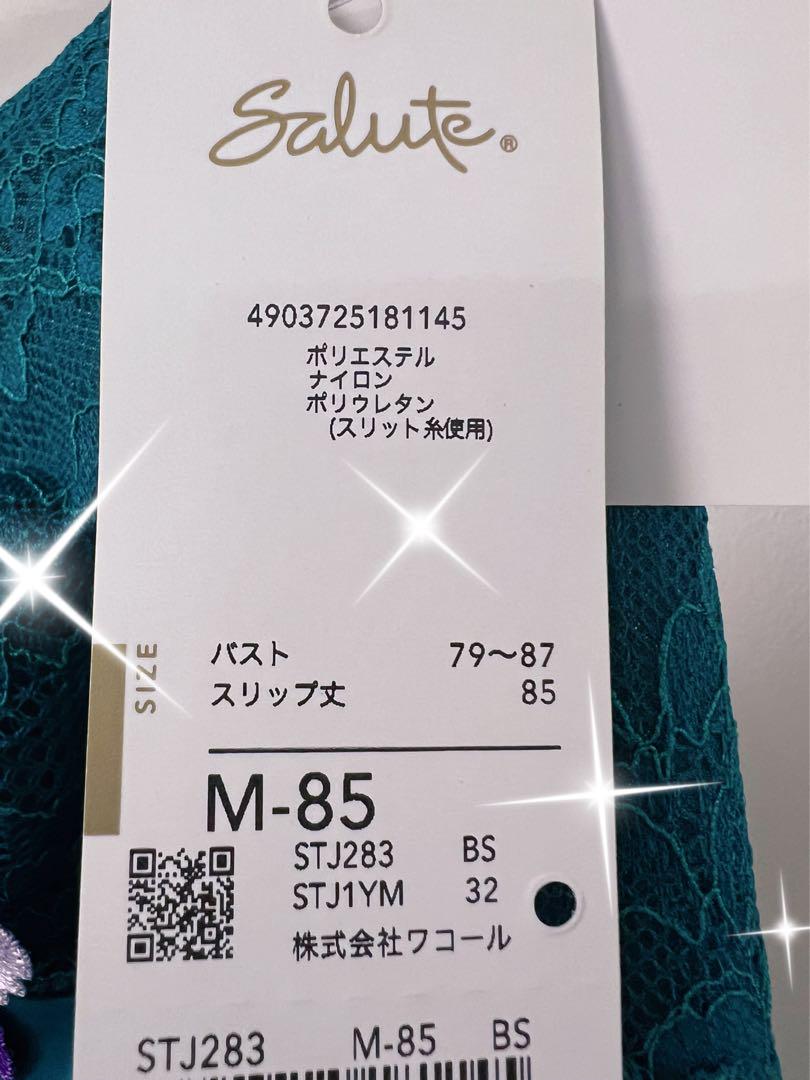 Salute®
4903725181145
ポリエステル
ナイロン
ポリウレタン
(スリット糸使用)
SIZE
バスト 79〜87
スリップ丈 85
M-85
STJ283 BS
STJ1YM 32
株式会社ワコール
STJ283 M-85 BS